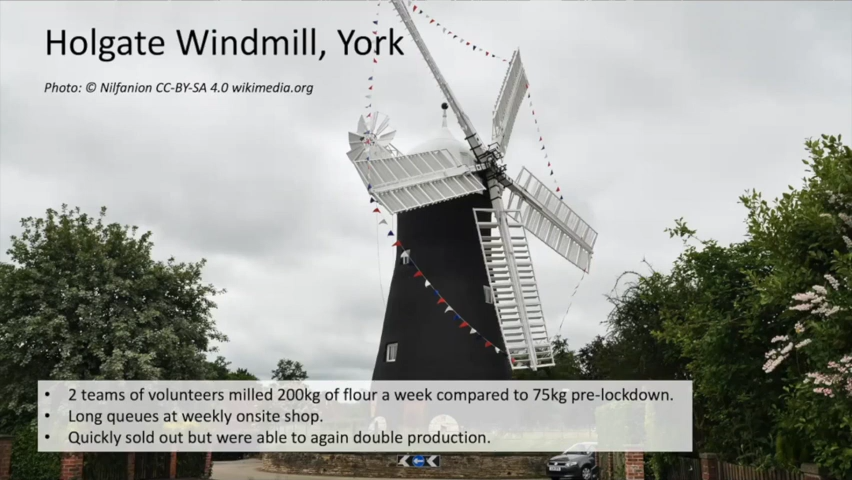 Holgate Windmill, York
Photo: © Nilfanion CC-BY-SA 4.0 wikimedia.org
• 2 teams of volunteers milled 200kg of flour a week compared to 75kg pre-lockdown.
• Long queues at weekly onsite shop.
• Quickly sold out but were able to again double production.